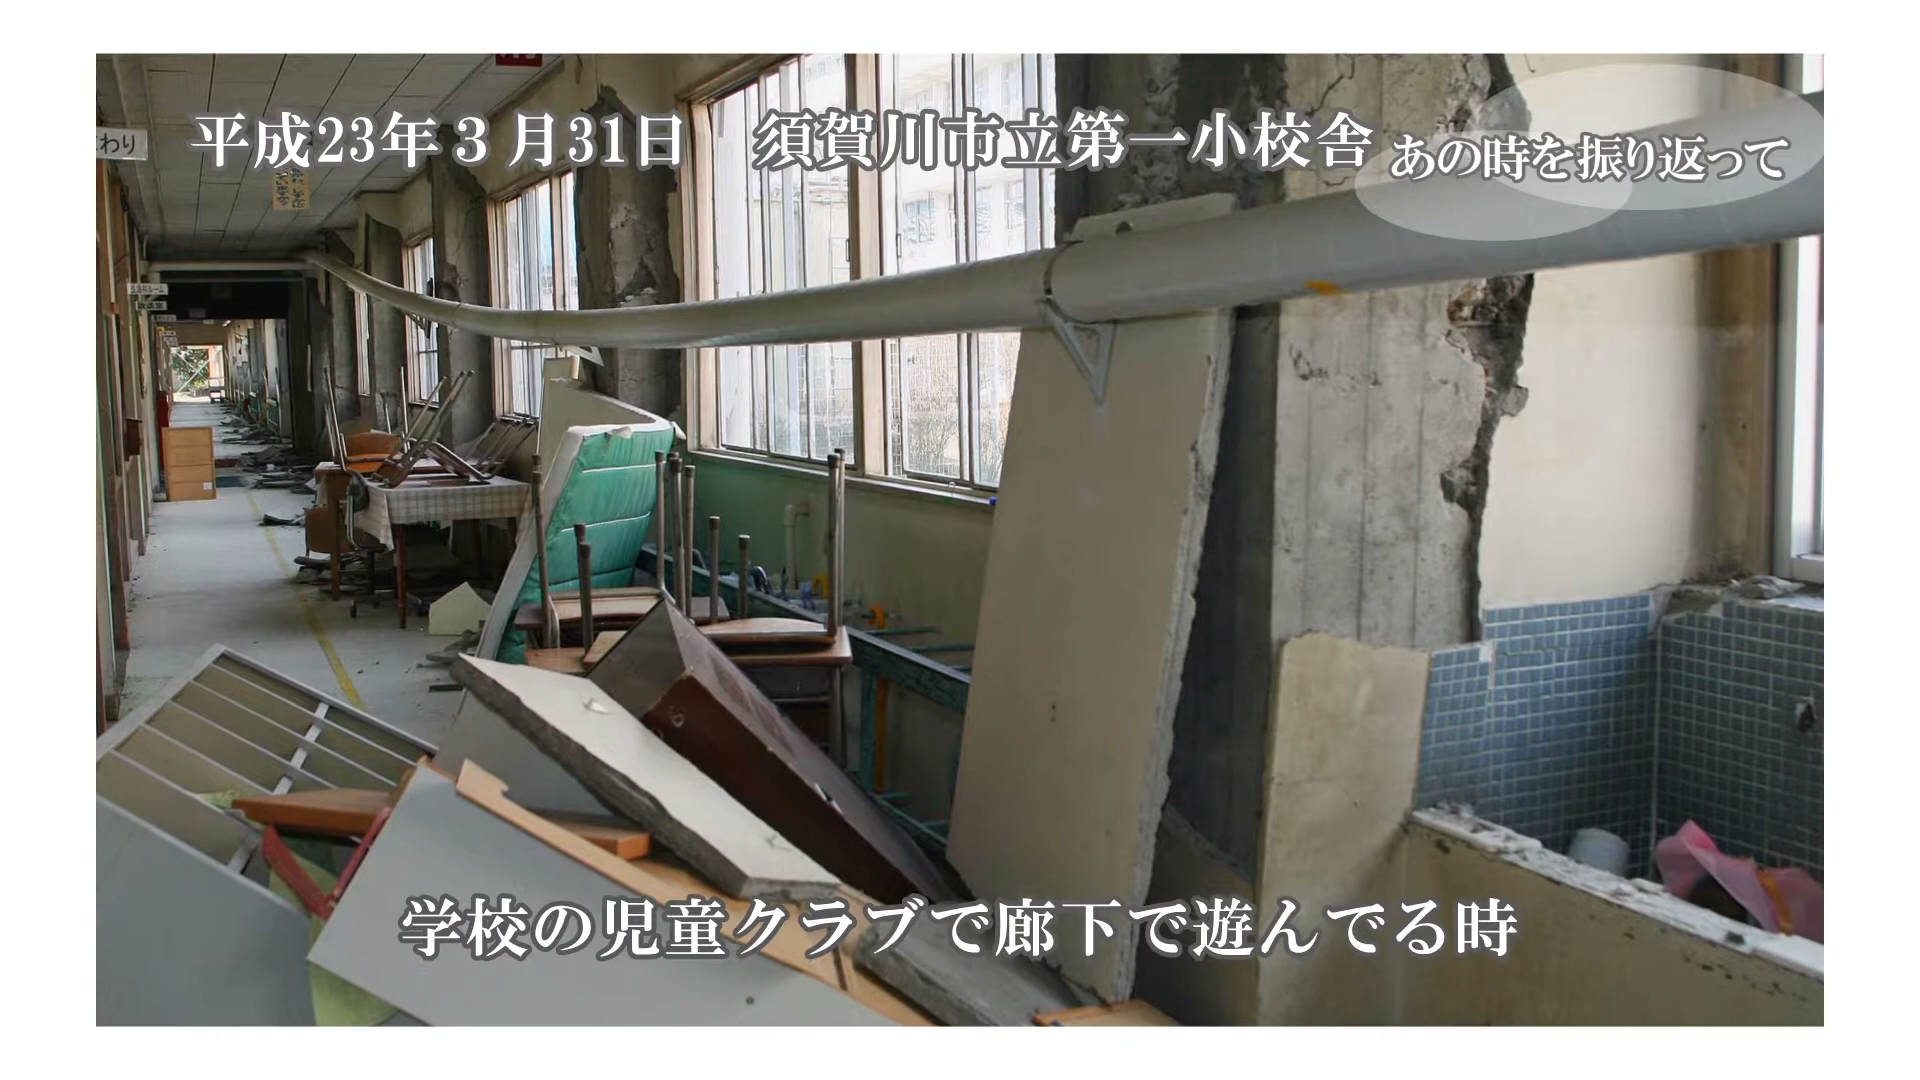 平成23年３月31日　須賀川市立第一小校舎
あの時を振り返って
わり
学校の児童クラブで廊下で遊んでる時